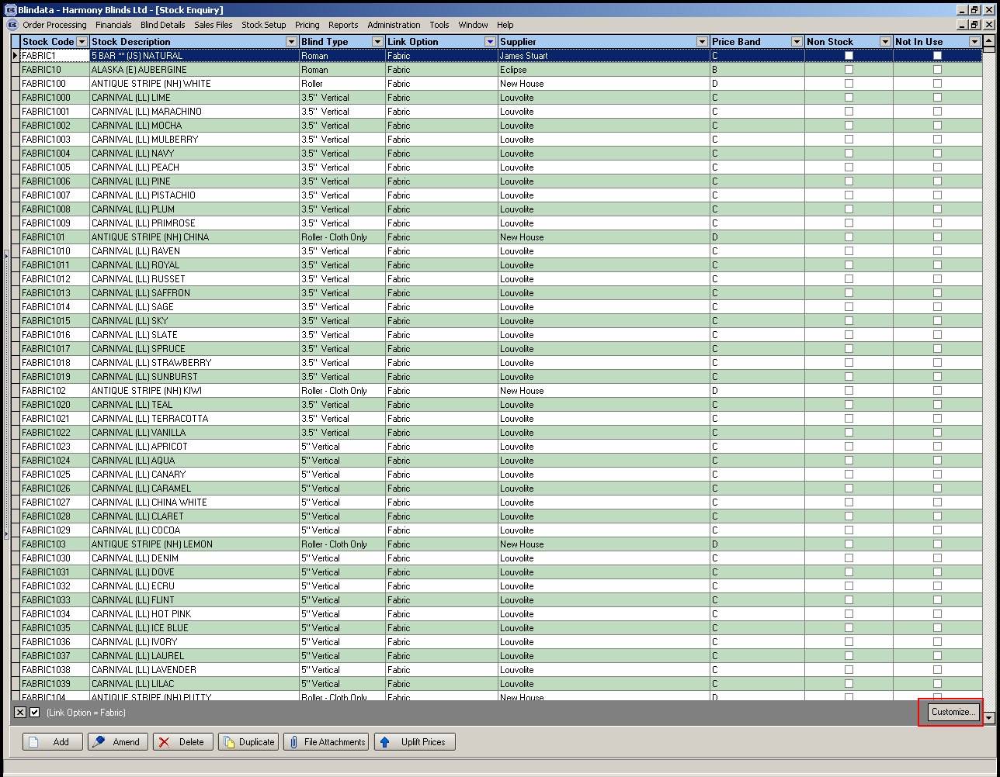 Blindata - Harmony Blinds Ltd - [Stock Enquiry]
Order Processing Financials Blind Details Sales Files Stock Setup Pricing Reports Administration Tools Window Help
Stock Code Stock Description Blind Type Link Option Supplier Price Band Non Stock Not In Use
FABRIC1 5 BAR ** (JS) NATURAL Roman Fabric James Stuart C
FABRIC10 ALASKA (E) AUBERGINE Roman Fabric Eclipse B
FABRIC100 ANTIQUE STRIPE (NH) WHITE Roller Fabric New House D
FABRIC1000 CARNIVAL (LL) LIME 3.5" Vertical Fabric Louvolite C
FABRIC1001 CARNIVAL (LL) MARACHINO 3.5" Vertical Fabric Louvolite C
FABRIC1002 CARNIVAL (LL) MOCHA 3.5" Vertical Fabric Louvolite C
FABRIC1003 CARNIVAL (LL) MULBERRY 3.5" Vertical Fabric Louvolite C
FABRIC1004 CARNIVAL (LL) NAVY 3.5" Vertical Fabric Louvolite C
FABRIC1005 CARNIVAL (LL) PEACH 3.5" Vertical Fabric Louvolite C
FABRIC1006 CARNIVAL (LL) PINE 3.5" Vertical Fabric Louvolite C
FABRIC1007 CARNIVAL (LL) PISTACHIO 3.5" Vertical Fabric Louvolite C
FABRIC1008 CARNIVAL (LL) PLUM 3.5" Vertical Fabric Louvolite C
FABRIC1009 CARNIVAL (LL) PRIMROSE 3.5" Vertical Fabric Louvolite C
FABRIC101 ANTIQUE STRIPE (NH) CHINA Roller - Cloth Only Fabric New House D
FABRIC1010 CARNIVAL (LL) RAVEN 3.5" Vertical Fabric Louvolite C
FABRIC1011 CARNIVAL (LL) ROYAL 3.5" Vertical Fabric Louvolite C
FABRIC1012 CARNIVAL (LL) RUSSET 3.5" Vertical Fabric Louvolite C
FABRIC1013 CARNIVAL (LL) SAFFRON 3.5" Vertical Fabric Louvolite C
FABRIC1014 CARNIVAL (LL) SAGE 3.5" Vertical Fabric Louvolite C
FABRIC1015 CARNIVAL (LL) SKY 3.5" Vertical Fabric Louvolite C
FABRIC1016 CARNIVAL (LL) SLATE 3.5" Vertical Fabric Louvolite C
FABRIC1017 CARNIVAL (LL) SPRUCE 3.5" Vertical Fabric Louvolite C
FABRIC1018 CARNIVAL (LL) STRAWBERRY 3.5" Vertical Fabric Louvolite C
FABRIC1019 CARNIVAL (LL) SUNBURST 3.5" Vertical Fabric Louvolite C
FABRIC102 ANTIQUE STRIPE (NH) KIWI Roller - Cloth Only Fabric New House D
FABRIC1020 CARNIVAL (LL) TEAL 3.5" Vertical Fabric Louvolite C
FABRIC1021 CARNIVAL (LL) TERRACOTTA 3.5" Vertical Fabric Louvolite C
FABRIC1022 CARNIVAL (LL) VANILLA 3.5" Vertical Fabric Louvolite C
FABRIC1023 CARNIVAL (LL) APRICOT 5" Vertical Fabric Louvolite C
FABRIC1024 CARNIVAL (LL) AQUA 5" Vertical Fabric Louvolite C
FABRIC1025 CARNIVAL (LL) CANARY 5" Vertical Fabric Louvolite C
FABRIC1026 CARNIVAL (LL) CARAMEL 5" Vertical Fabric Louvolite C
FABRIC1027 CARNIVAL (LL) CHINA WHITE 5" Vertical Fabric Louvolite C
FABRIC1028 CARNIVAL (LL) CLARET 5" Vertical Fabric Louvolite C
FABRIC1029 CARNIVAL (LL) COCOA 5" Vertical Fabric Louvolite C
FABRIC103 ANTIQUE STRIPE (NH) LEMON Roller - Cloth Only Fabric New House D
FABRIC1030 CARNIVAL (LL) DENIM 5" Vertical Fabric Louvolite C
FABRIC1031 CARNIVAL (LL) DOVE 5" Vertical Fabric Louvolite C
FABRIC1032 CARNIVAL (LL) ECRU 5" Vertical Fabric Louvolite C
FABRIC1033 CARNIVAL (LL) FLINT 5" Vertical Fabric Louvolite C
FABRIC1034 CARNIVAL (LL) HOT PINK 5" Vertical Fabric Louvolite C
FABRIC1035 CARNIVAL (LL) ICE BLUE 5" Vertical Fabric Louvolite C
FABRIC1036 CARNIVAL (LL) IVORY 5" Vertical Fabric Louvolite C
FABRIC1037 CARNIVAL (LL) LAUREL 5" Vertical Fabric Louvolite C
FABRIC1038 CARNIVAL (LL) LAVENDER 5" Vertical Fabric Louvolite C
FABRIC1039 CARNIVAL (LL) LILAC 5" Vertical Fabric Louvolite C
FABRIC104 ANTIQUE STRIPE (NH) PUTTY Roller - Cloth Only Fabric New House D
(Link Option = Fabric) Customize...
Add Amend Delete Duplicate File Attachments Uplift Prices